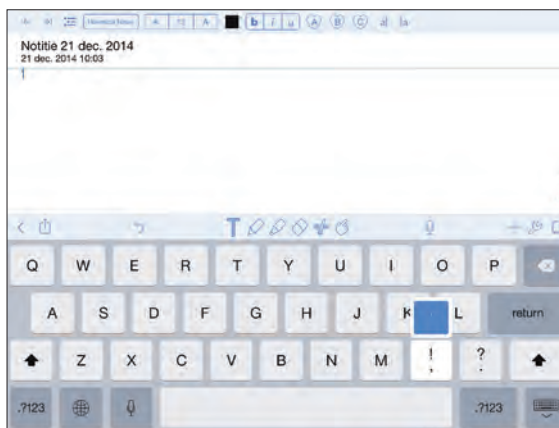 Notitie 21 dec. 2014
21 dec. 2014 10:03
Q W E R T Y U I O P
A S D F G H J K L return
Z X C V B N M ! , ? .
.?123 .?123